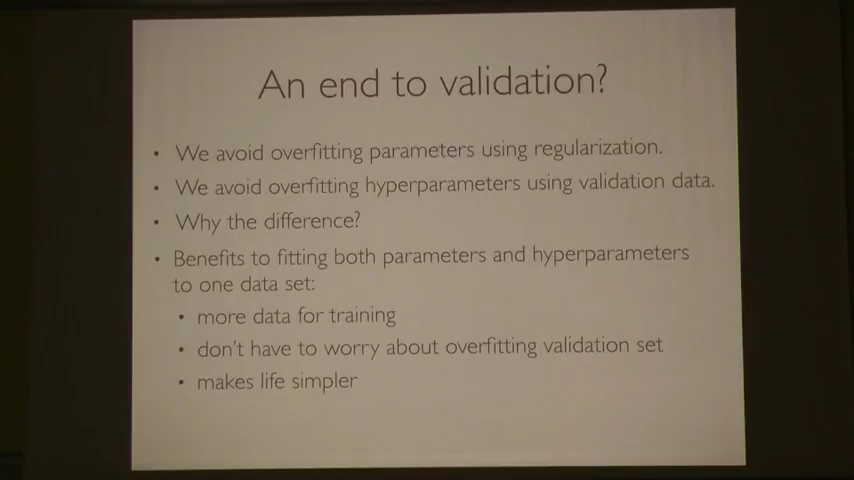 An end to validation?
• We avoid overfitting parameters using regularization.
• We avoid overfitting hyperparameters using validation data.
• Why the difference?
• Benefits to fitting both parameters and hyperparameters
to one data set:
• more data for training
• don't have to worry about overfitting validation set
• makes life simpler